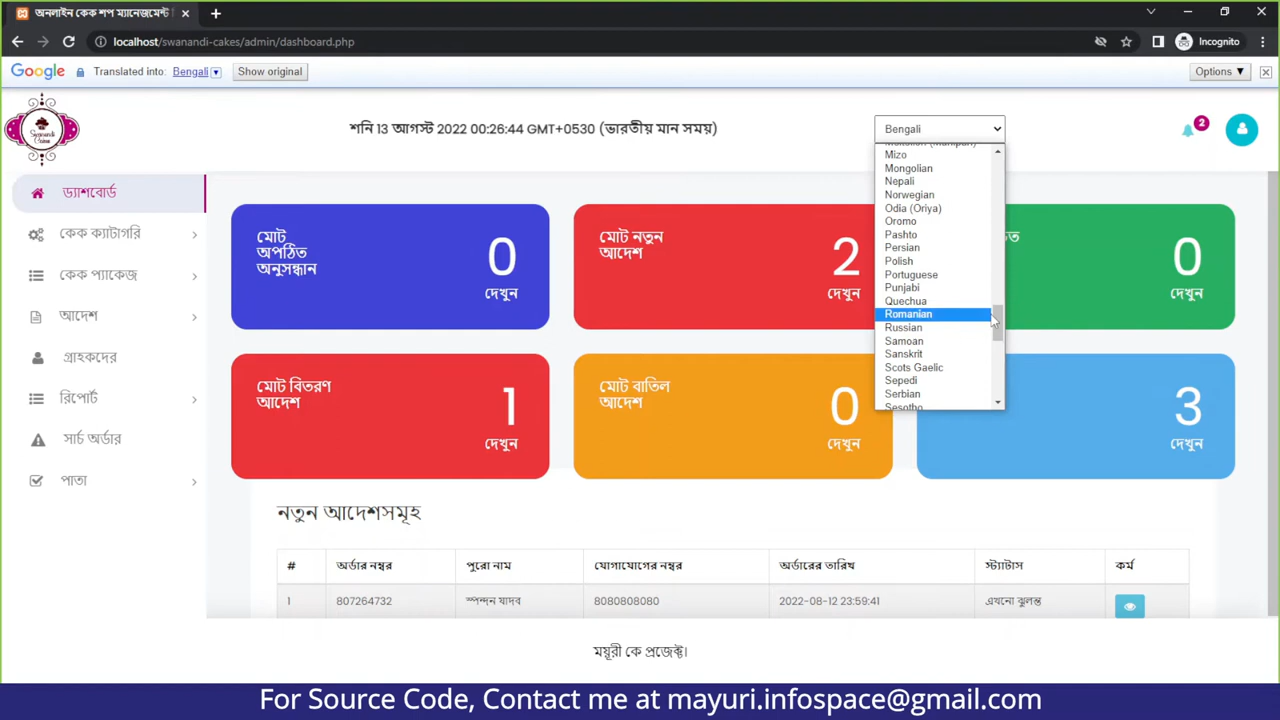 অনলাইন কেক শপ ম্যানেজমেন্ট
localhost/swanandi-cakes/admin/dashboard.php
Incognito
Google
Translated into: Bengali
Show original
Options ▼
Swanandi
শনি 13 আগস্ট 2022 00:26:44 GMT+0530 (ভারতীয় মান সময়)
Bengali
2
Mizo
Mongolian
Nepali
Norwegian
Odia (Oriya)
Oromo
Pashto
Persian
Polish
Portuguese
Punjabi
Quechua
Romanian
Russian
Samoan
Sanskrit
Scots Gaelic
Sepedi
Serbian
Sesotho
ড্যাশবোর্ড
কেক ক্যাটাগরি
কেক প্যাকেজ
আদেশ
গ্রাহকদের
রিপোর্ট
সার্চ অর্ডার
পাতা
মোট
অপঠিত
অনুসন্ধান
0
দেখুন
মোট নতুন
আদেশ
2
দেখুন
0
দেখুন
মোট বিতরণ
আদেশ
1
দেখুন
মোট বাতিল
আদেশ
0
দেখুন
3
দেখুন
নতুন আদেশসমূহ
# অর্ডার নম্বর পুরো নাম যোগাযোগের নম্বর অর্ডারের তারিখ স্ট্যাটাস কর্ম
1 807264732 স্পন্দন যাদব 8080808080 2022-08-12 23:59:41 এখনো ঝুলন্ত
ময়ূরী কে প্রজেক্ট।
For Source Code, Contact me at mayuri.infospace@gmail.com